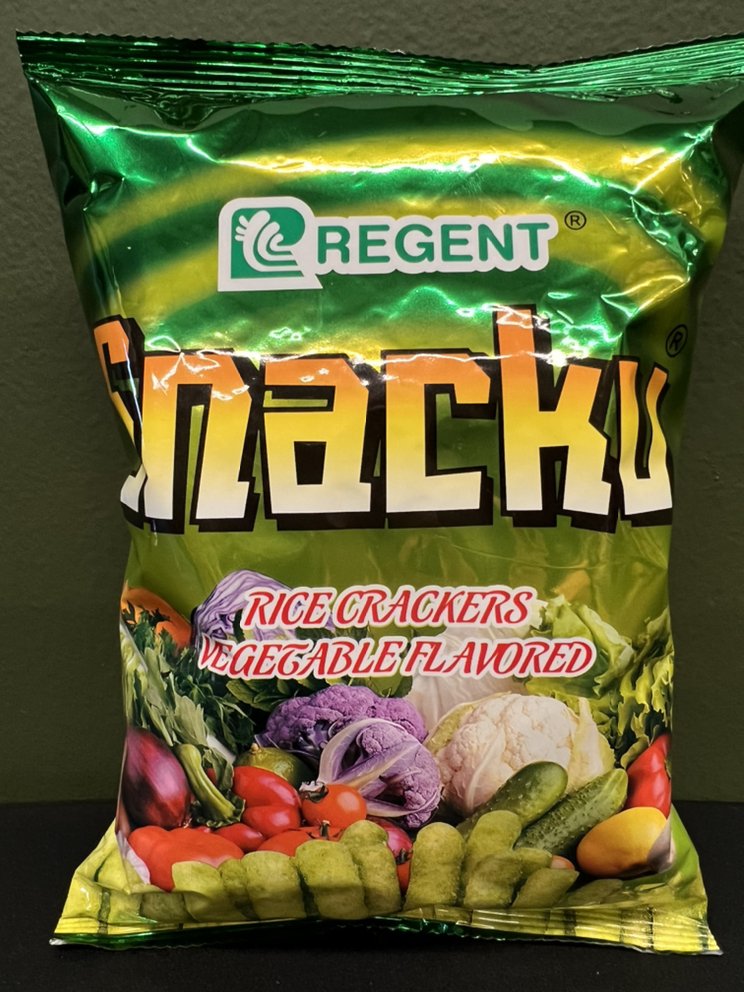 REGENT®
Snacku®
RICE CRACKERS
VEGETABLE FLAVORED